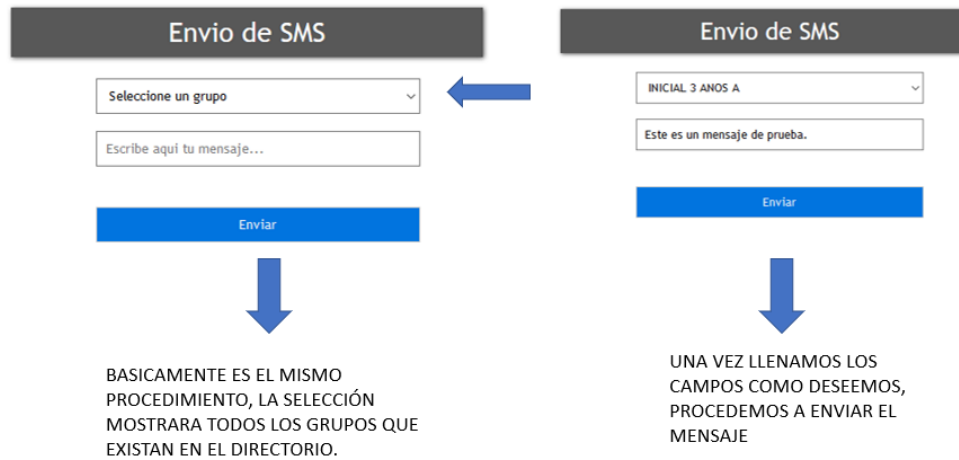 Envio de SMS
Seleccione un grupo
Escribe aqui tu mensaje...
Enviar
BASICAMENTE ES EL MISMO
PROCEDIMIENTO, LA SELECCIÓN
MOSTRARA TODOS LOS GRUPOS QUE
EXISTAN EN EL DIRECTORIO.
Envio de SMS
INICIAL 3 ANOS A
Este es un mensaje de prueba.
Enviar
UNA VEZ LLENAMOS LOS
CAMPOS COMO DESEEMOS,
PROCEDEMOS A ENVIAR EL
MENSAJE